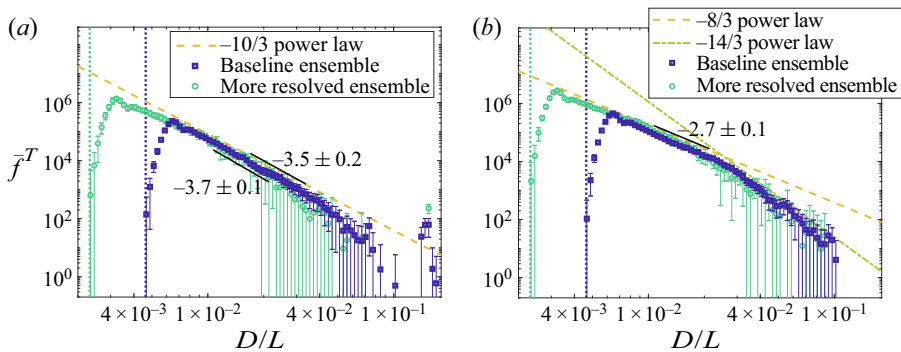 (a)
–10/3 power law
Baseline ensemble
More resolved ensemble
10^6
10^4
10^2
10^0
f̄^T
–3.5 ± 0.2
–3.7 ± 0.1
4 × 10^–3
1 × 10^–2
4 × 10^–2
1 × 10^–1
D/L
(b)
–8/3 power law
–14/3 power law
Baseline ensemble
More resolved ensemble
10^6
10^4
10^2
10^0
–2.7 ± 0.1
4 × 10^–3
1 × 10^–2
4 × 10^–2
1 × 10^–1
D/L